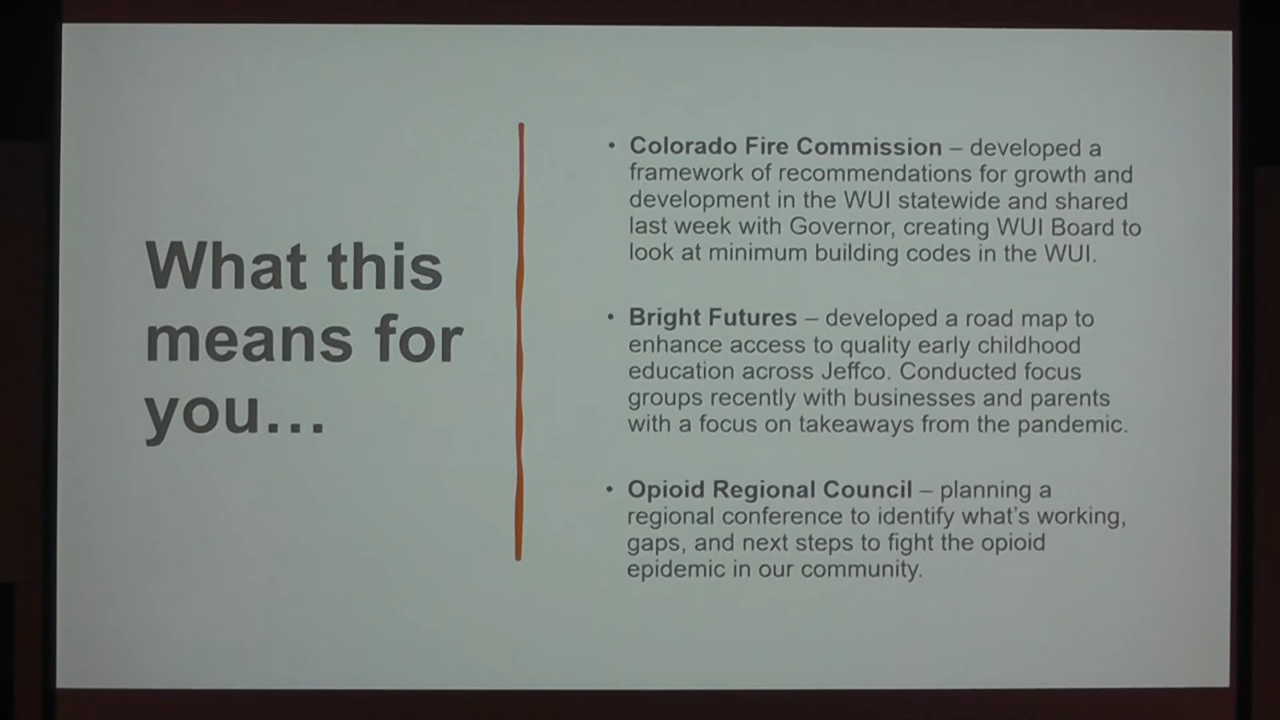 What this
means for
you…
• Colorado Fire Commission – developed a
framework of recommendations for growth and
development in the WUI statewide and shared
last week with Governor, creating WUI Board to
look at minimum building codes in the WUI.
• Bright Futures – developed a road map to
enhance access to quality early childhood
education across Jeffco. Conducted focus
groups recently with businesses and parents
with a focus on takeaways from the pandemic.
• Opioid Regional Council – planning a
regional conference to identify what's working,
gaps, and next steps to fight the opioid
epidemic in our community.